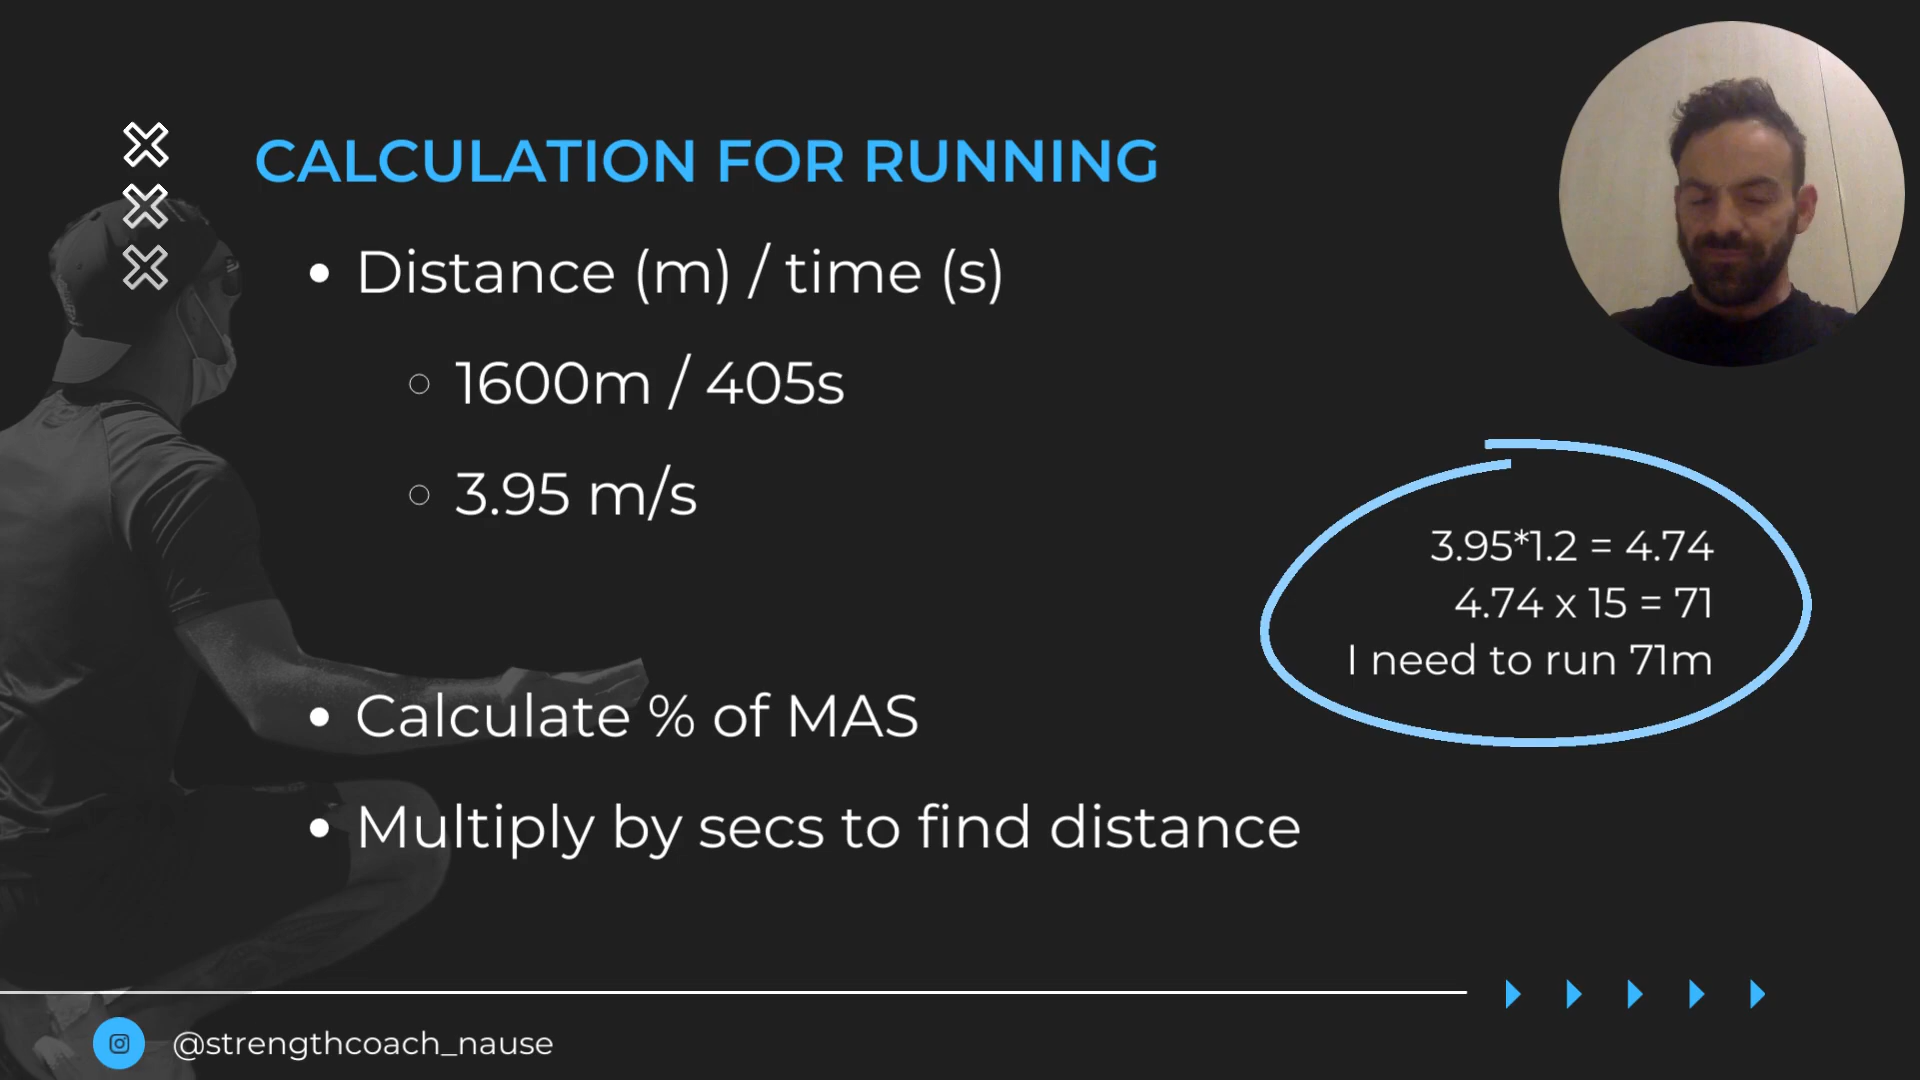 CALCULATION FOR RUNNING
Distance (m) / time (s)
1600m / 405s
3.95 m/s
3.95*1.2 = 4.74
4.74 x 15 = 71
I need to run 71m
Calculate % of MAS
Multiply by secs to find distance
@strengthcoach_nause